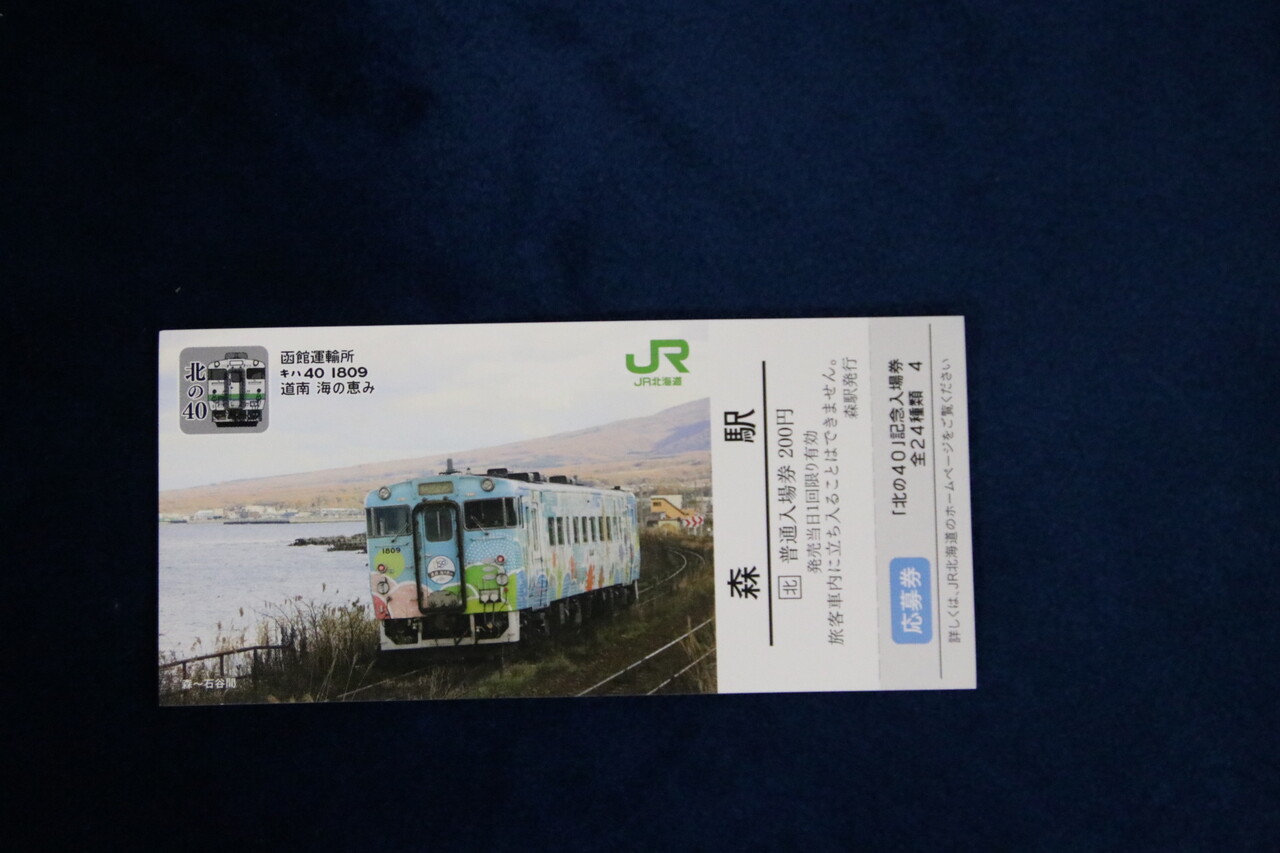 北の40
函館運輸所
キハ40 1809
道南 海の恵み
JR
JR北海道
1809
森～石谷間
森 駅
北 普通入場券 200円
発売当日1回限り有効
旅客車内に立ち入ることはできません。
森駅発行
応募券
「北の40」記念入場券
全24種類 4
詳しくは、JR北海道のホームページをご覧ください